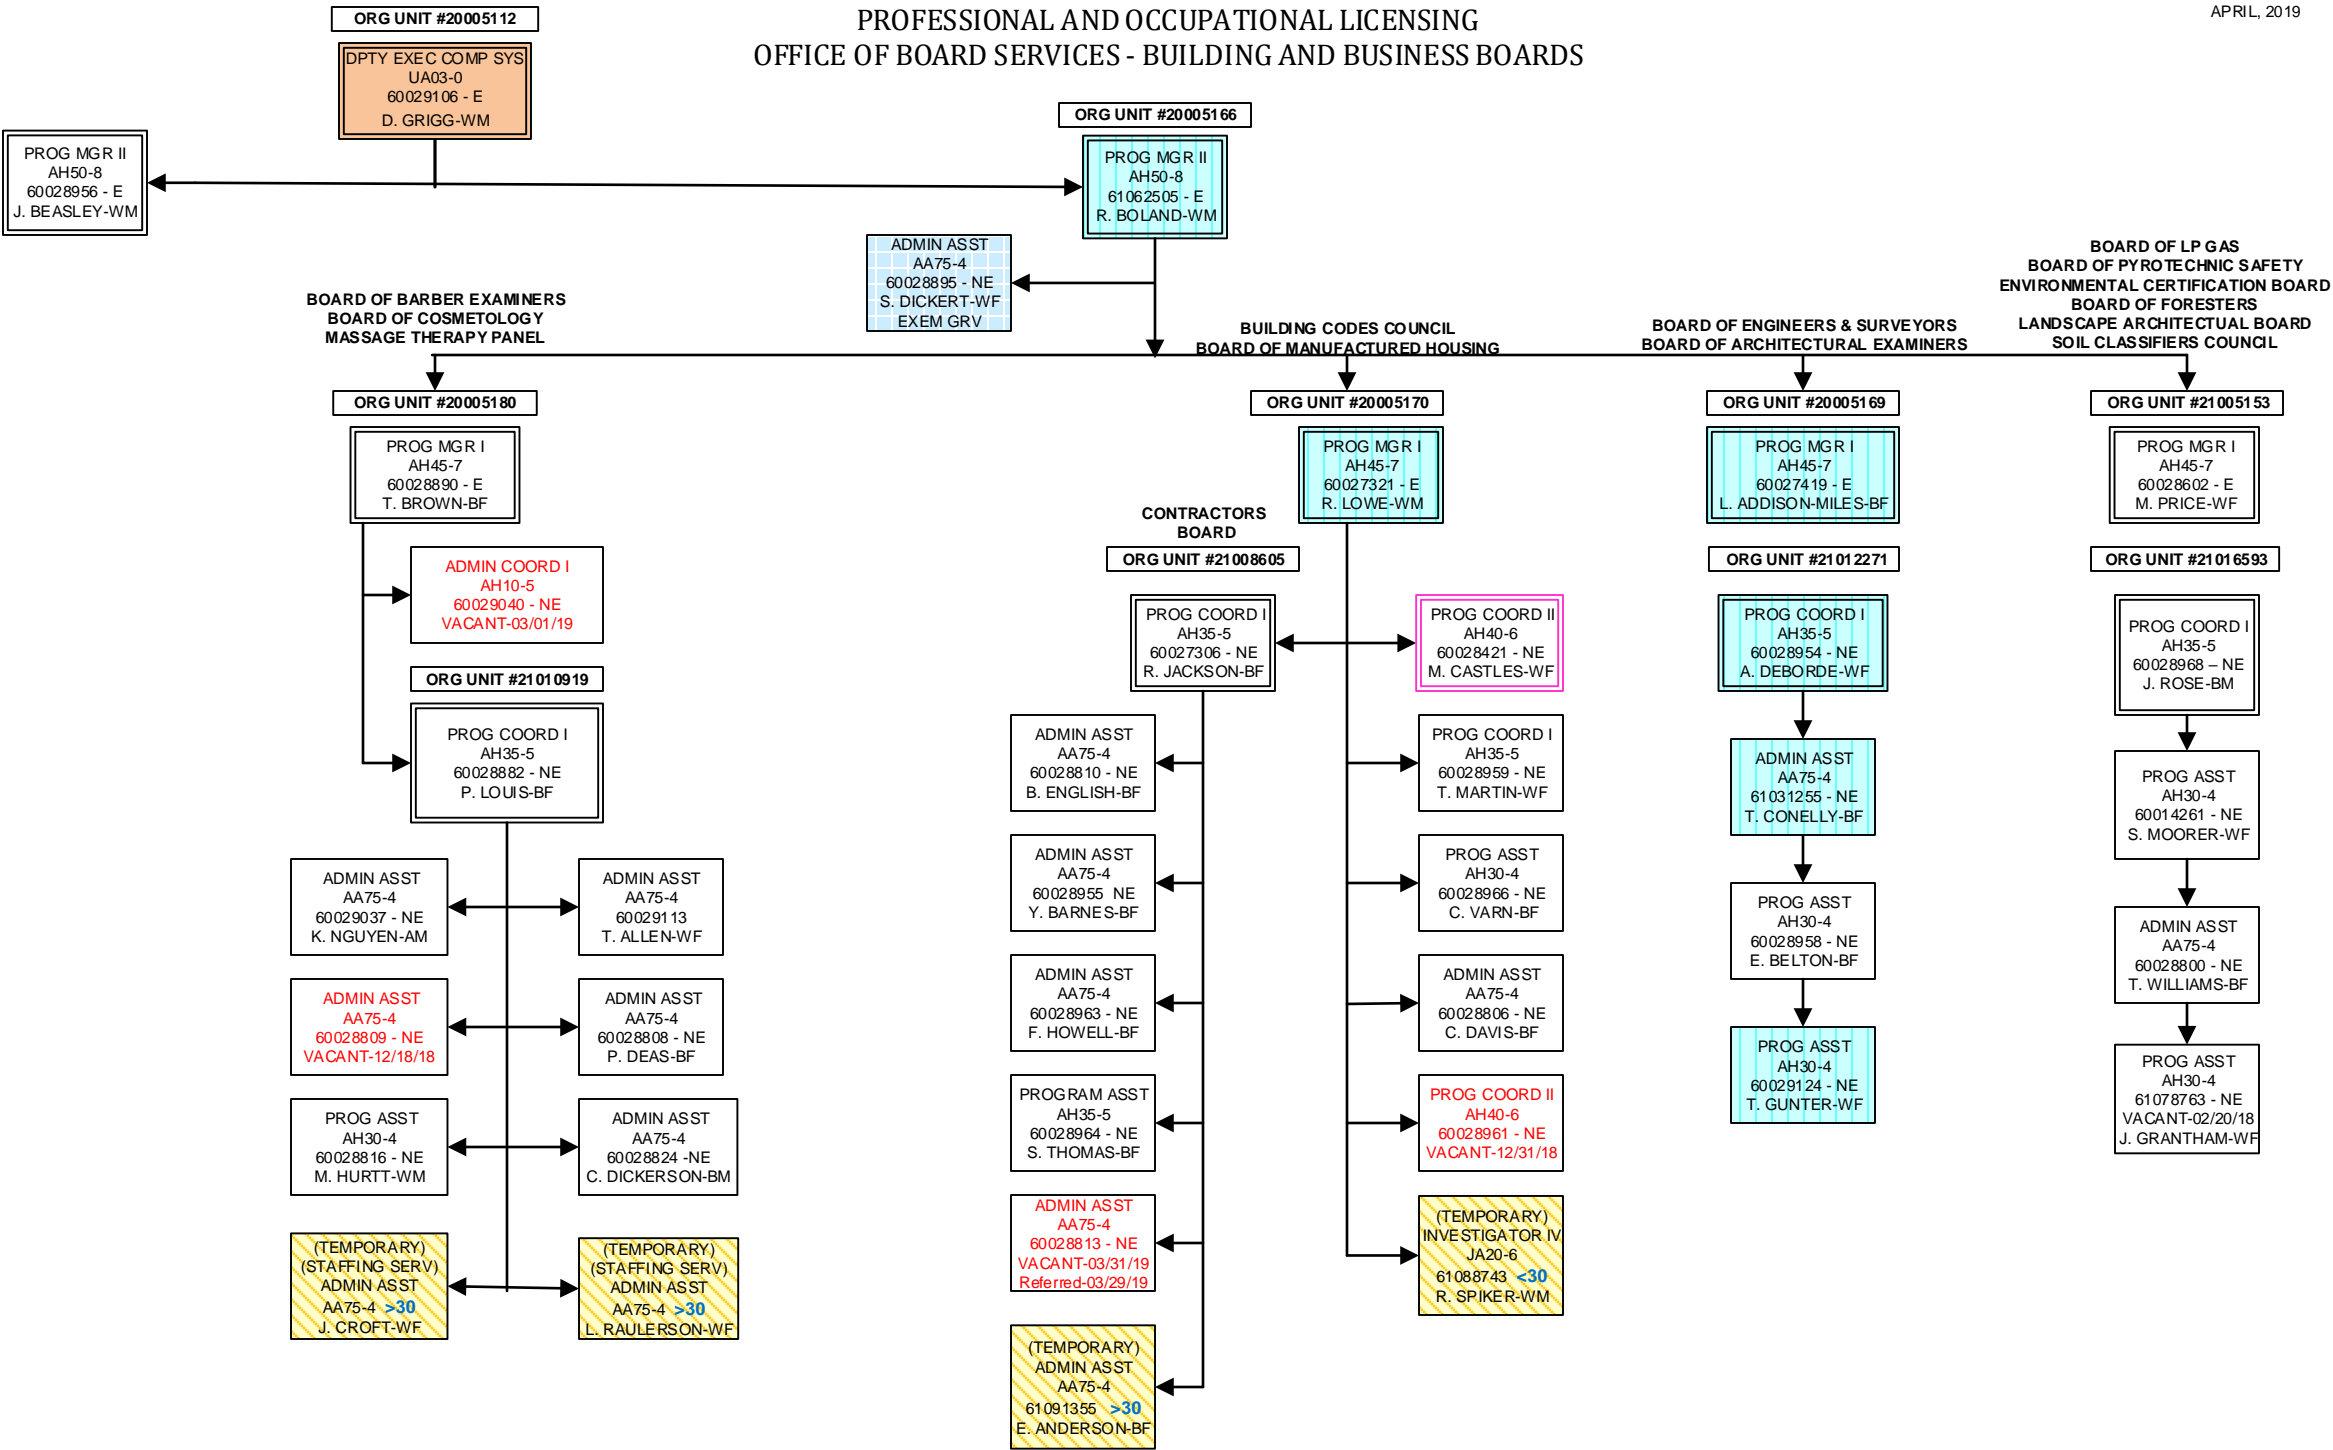 APRIL, 2019
PROFESSIONAL AND OCCUPATIONAL LICENSING
OFFICE OF BOARD SERVICES - BUILDING AND BUSINESS BOARDS
ORG UNIT #20005112
DPTY EXEC COMP SYS
UA03-0
60029106 - E
D. GRIGG-WM
PROG MGR II
AH50-8
60028956 - E
J. BEASLEY-WM
ORG UNIT #20005166
PROG MGR II
AH50-8
61062505 - E
R. BOLAND-WM
ADMIN ASST
AA75-4
60028895 - NE
S. DICKERT-WF
EXEM GRV
BOARD OF BARBER EXAMINERS
BOARD OF COSMETOLOGY
MASSAGE THERAPY PANEL
BUILDING CODES COUNCIL
BOARD OF MANUFACTURED HOUSING
BOARD OF ENGINEERS & SURVEYORS
BOARD OF ARCHITECTURAL EXAMINERS
BOARD OF LP GAS
BOARD OF PYROTECHNIC SAFETY
ENVIRONMENTAL CERTIFICATION BOARD
BOARD OF FORESTERS
LANDSCAPE ARCHITECTUAL BOARD
SOIL CLASSIFIERS COUNCIL
ORG UNIT #20005180
PROG MGR I
AH45-7
60028890 - E
T. BROWN-BF
ADMIN COORD I
AH10-5
60029040 - NE
VACANT-03/01/19
ORG UNIT #21010919
PROG COORD I
AH35-5
60028882 - NE
P. LOUIS-BF
ADMIN ASST
AA75-4
60029037 - NE
K. NGUYEN-AM
ADMIN ASST
AA75-4
60029113
T. ALLEN-WF
ADMIN ASST
AA75-4
60028809 - NE
VACANT-12/18/18
ADMIN ASST
AA75-4
60028808 - NE
P. DEAS-BF
PROG ASST
AH30-4
60028816 - NE
M. HURTT-WM
ADMIN ASST
AA75-4
60028824 -NE
C. DICKERSON-BM
(TEMPORARY)
(STAFFING SERV)
ADMIN ASST
AA75-4 >30
J. CROFT-WF
(TEMPORARY)
(STAFFING SERV)
ADMIN ASST
AA75-4 >30
L. RAULERSON-WF
ORG UNIT #20005170
PROG MGR I
AH45-7
60027321 - E
R. LOWE-WM
CONTRACTORS
BOARD
ORG UNIT #21008605
PROG COORD I
AH35-5
60027306 - NE
R. JACKSON-BF
ADMIN ASST
AA75-4
60028810 - NE
B. ENGLISH-BF
ADMIN ASST
AA75-4
60028955 NE
Y. BARNES-BF
ADMIN ASST
AA75-4
60028963 - NE
F. HOWELL-BF
PROGRAM ASST
AH35-5
60028964 - NE
S. THOMAS-BF
ADMIN ASST
AA75-4
60028813 - NE
VACANT-03/31/19
Referred-03/29/19
(TEMPORARY)
ADMIN ASST
AA75-4
61091355 >30
E. ANDERSON-BF
PROG COORD II
AH40-6
60028421 - NE
M. CASTLES-WF
PROG COORD I
AH35-5
60028959 - NE
T. MARTIN-WF
PROG ASST
AH30-4
60028966 - NE
C. VARN-BF
ADMIN ASST
AA75-4
60028806 - NE
C. DAVIS-BF
PROG COORD II
AH40-6
60028961 - NE
VACANT-12/31/18
(TEMPORARY)
INVESTIGATOR IV
JA20-6
61088743 <30
R. SPIKER-WM
ORG UNIT #20005169
PROG MGR I
AH45-7
60027419 - E
L. ADDISON-MILES-BF
ORG UNIT #21012271
PROG COORD I
AH35-5
60028954 - NE
A. DEBORDE-WF
ADMIN ASST
AA75-4
61031255 - NE
T. CONELLY-BF
PROG ASST
AH30-4
60028958 - NE
E. BELTON-BF
PROG ASST
AH30-4
60029124 - NE
T. GUNTER-WF
ORG UNIT #21005153
PROG MGR I
AH45-7
60028602 - E
M. PRICE-WF
ORG UNIT #21016593
PROG COORD I
AH35-5
60028968 – NE
J. ROSE-BM
PROG ASST
AH30-4
60014261 - NE
S. MOORER-WF
ADMIN ASST
AA75-4
60028800 - NE
T. WILLIAMS-BF
PROG ASST
AH30-4
61078763 - NE
VACANT-02/20/18
J. GRANTHAM-WF